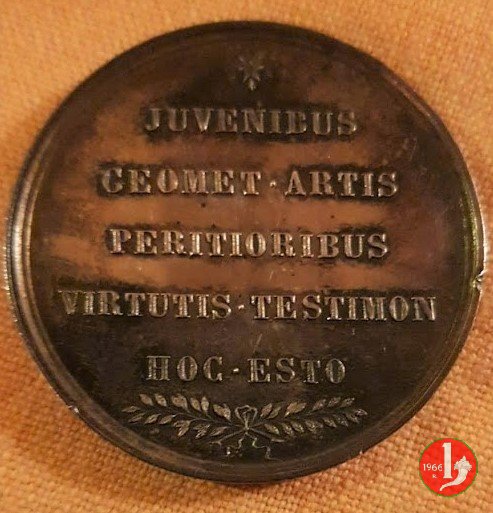 JUVENIBUS
GEOMET · ARTIS
PERITIORIBUS
VIRTUTIS · TESTIMON
HOC · ESTO
1966